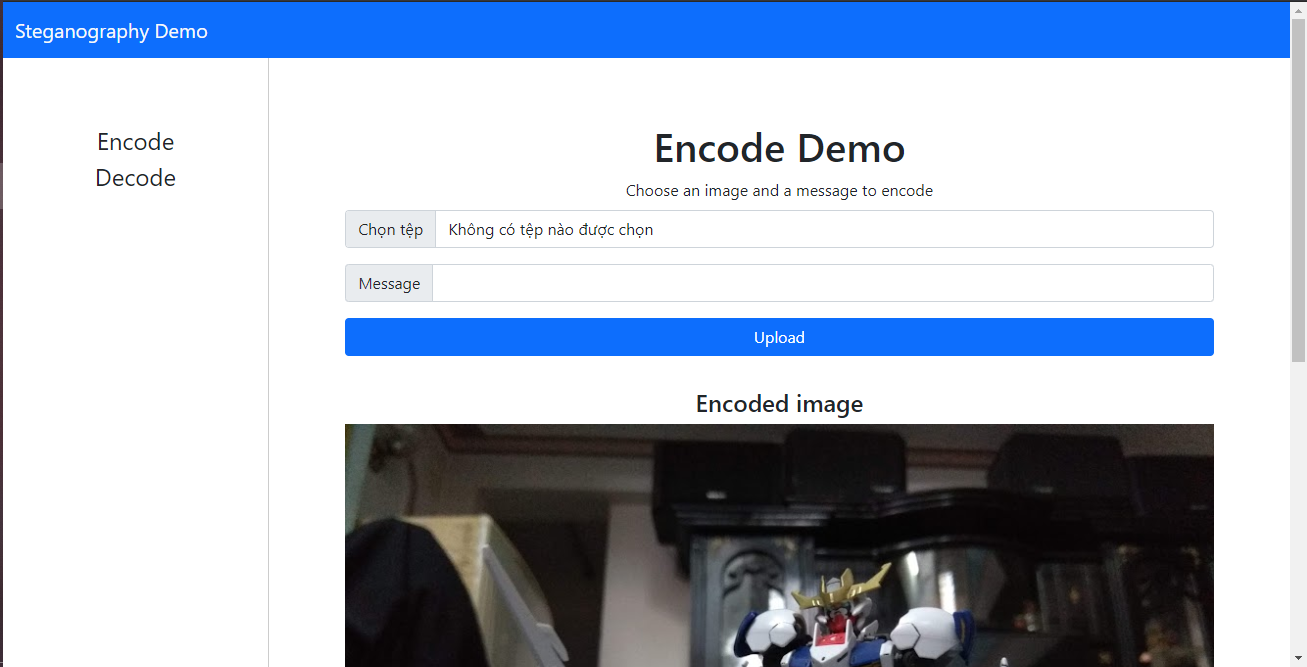 Steganography Demo
Encode
Decode
Encode Demo
Choose an image and a message to encode
Chọn tệp Không có tệp nào được chọn
Message
Upload
Encoded image